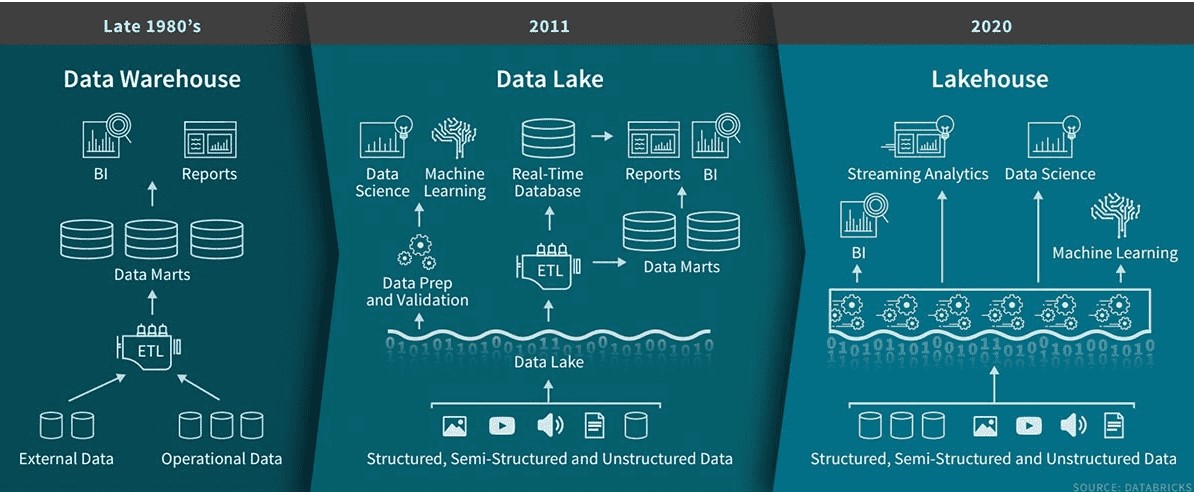 Late 1980's
Data Warehouse
BI
Reports
Data Marts
ETL
External Data
Operational Data
2011
Data Lake
Data
Science
Machine
Learning
Real-Time
Database
Reports
BI
Data Prep
and Validation
ETL
Data Marts
Data Lake
Structured, Semi-Structured and Unstructured Data
2020
Lakehouse
Streaming Analytics
Data Science
BI
Machine Learning
Structured, Semi-Structured and Unstructured Data
SOURCE: DATABRICKS